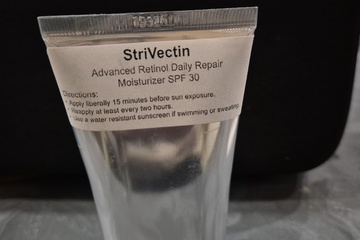 StriVectin
Advanced Retinol Daily Repair
Moisturizer SPF 30
Directions:
• Apply liberally 15 minutes before sun exposure.
• Reapply at least every two hours.
• Use a water resistant sunscreen if swimming or sweating.